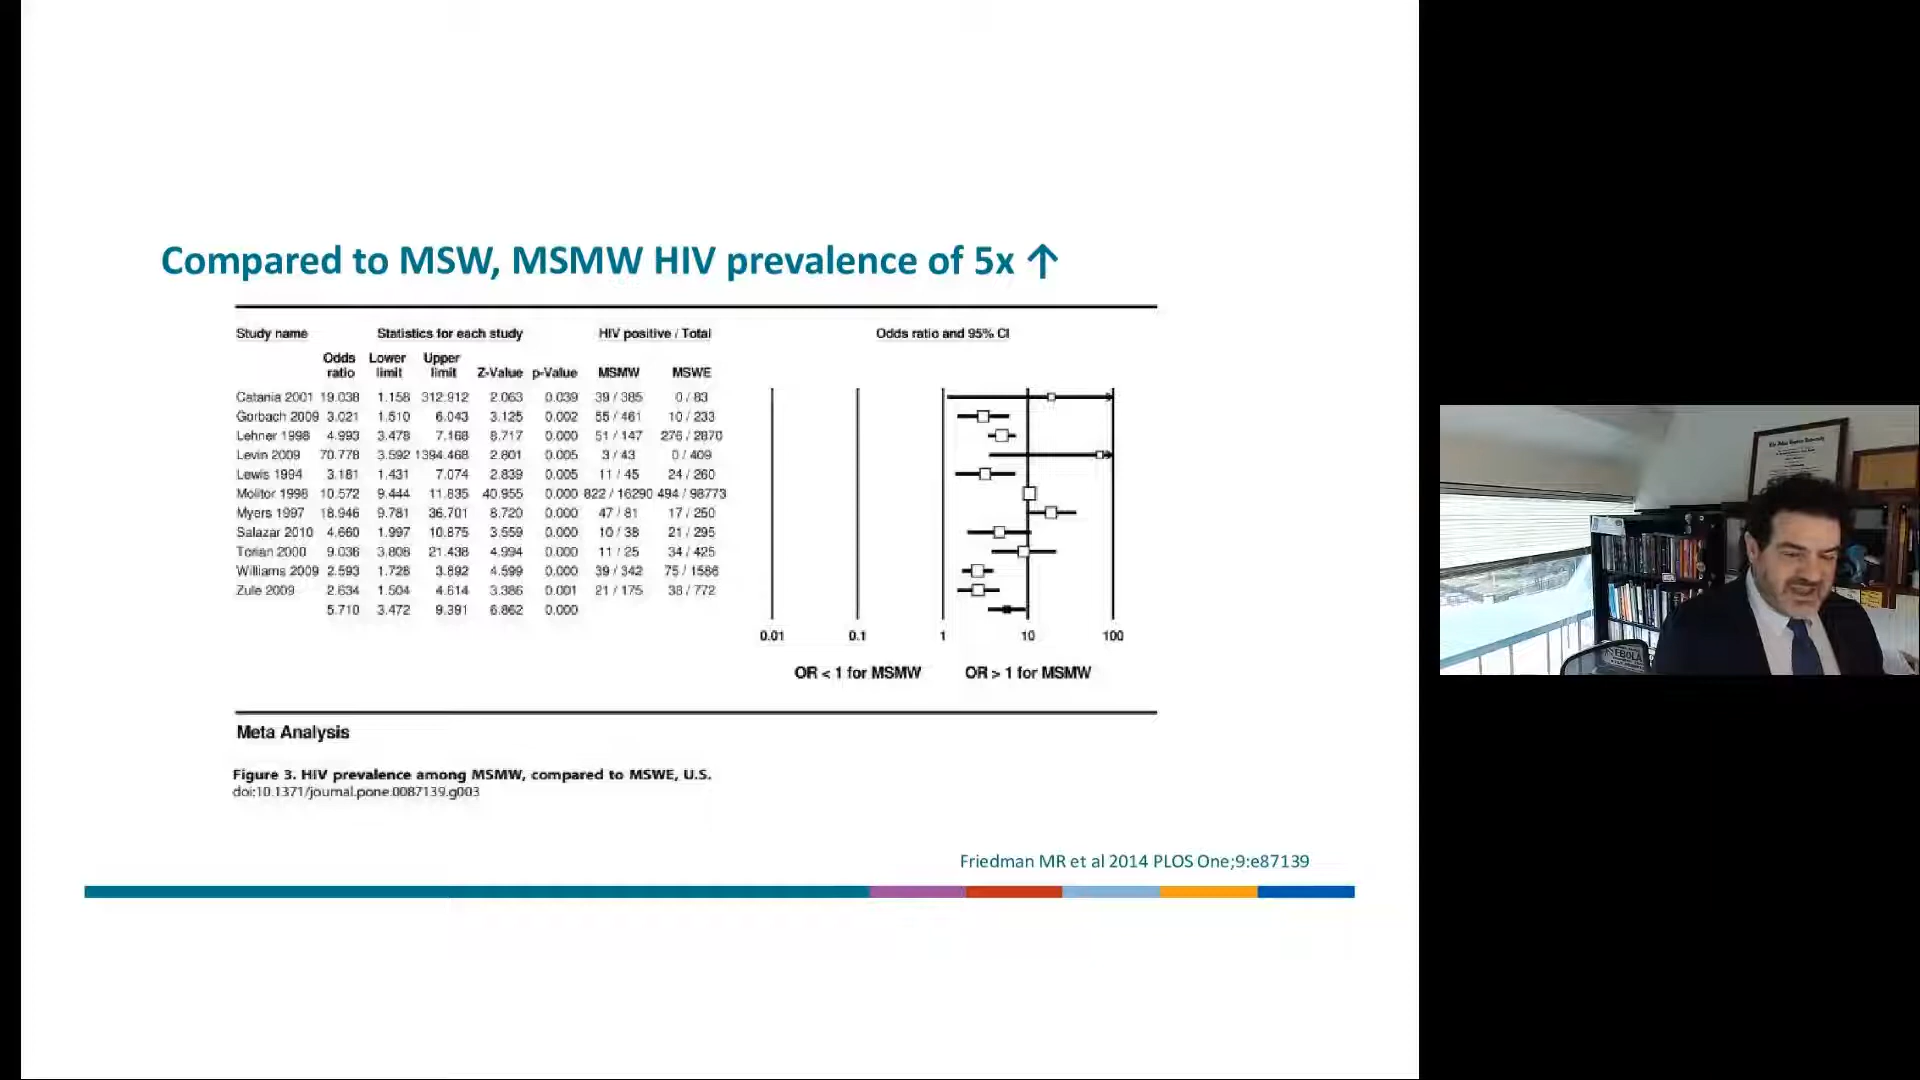 Compared to MSW, MSMW HIV prevalence of 5x ↑
Study name Statistics for each study HIV positive / Total Odds ratio and 95% CI
Odds ratio Lower limit Upper limit Z-Value p-Value MSMW MSWE
Catania 2001 19.038 1.158 312.912 2.063 0.039 39 / 385 0 / 83
Gorbach 2009 3.021 1.510 6.043 3.125 0.002 55 / 461 10 / 233
Lehner 1998 4.993 3.478 7.168 8.717 0.000 51 / 147 276 / 2870
Levin 2009 70.778 3.592 1394.468 2.801 0.005 3 / 43 0 / 409
Lewis 1994 3.181 1.431 7.074 2.839 0.005 11 / 45 24 / 260
Molitor 1998 10.572 9.444 11.835 40.955 0.000 822 / 16290 494 / 98773
Myers 1997 18.946 9.781 36.701 8.720 0.000 47 / 81 17 / 250
Salazar 2010 4.660 1.997 10.875 3.559 0.000 10 / 38 21 / 295
Torian 2000 9.036 3.808 21.438 4.994 0.000 11 / 25 34 / 425
Williams 2009 2.593 1.728 3.892 4.599 0.000 39 / 342 75 / 1586
Zule 2009 2.634 1.504 4.614 3.386 0.001 21 / 175 38 / 772
5.710 3.472 9.391 6.862 0.000
0.01 0.1 1 10 100
OR < 1 for MSMW OR > 1 for MSMW
Meta Analysis
Figure 3. HIV prevalence among MSMW, compared to MSWE, U.S.
doi:10.1371/journal.pone.0087139.g003
Friedman MR et al 2014 PLOS One;9:e87139
EBOLA